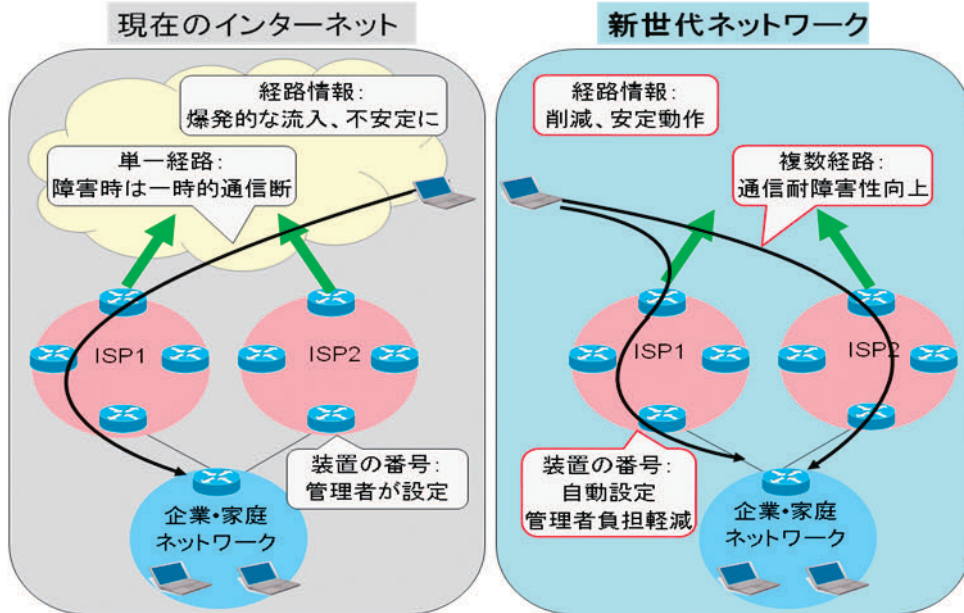 現在のインターネット
経路情報：
爆発的な流入、不安定に
単一経路：
障害時は一時的通信断
ISP1
ISP2
装置の番号：
管理者が設定
企業・家庭
ネットワーク
新世代ネットワーク
経路情報：
削減、安定動作
複数経路：
通信耐障害性向上
ISP1
ISP2
装置の番号：
自動設定
管理者負担軽減
企業・家庭
ネットワーク